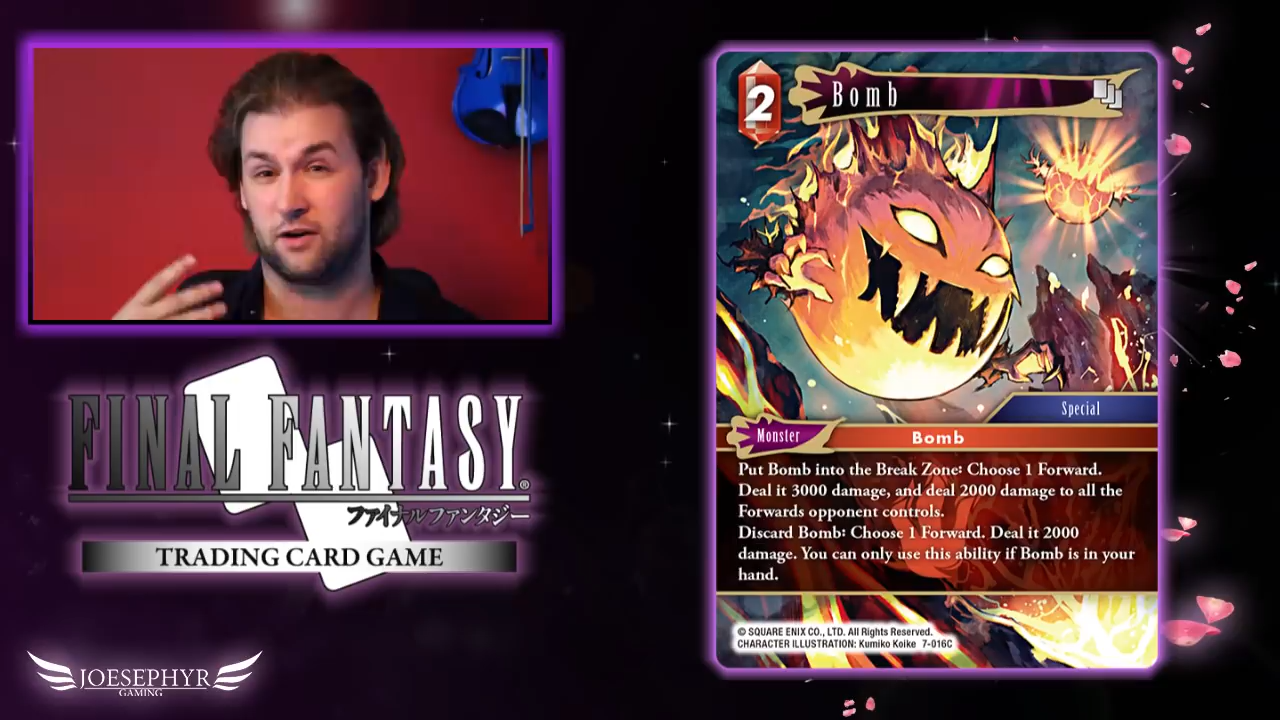 2
Bomb
Special
Monster
Bomb
Put Bomb into the Break Zone: Choose 1 Forward.
Deal it 3000 damage, and deal 2000 damage to all the
Forwards opponent controls.
Discard Bomb: Choose 1 Forward. Deal it 2000
damage. You can only use this ability if Bomb is in your
hand.
© SQUARE ENIX CO., LTD. All Rights Reserved.
CHARACTER ILLUSTRATION: Kumiko Koike 7-016C
FINAL FANTASY®
ファイナルファンタジー
TRADING CARD GAME
JOESEPHYR
GAMING